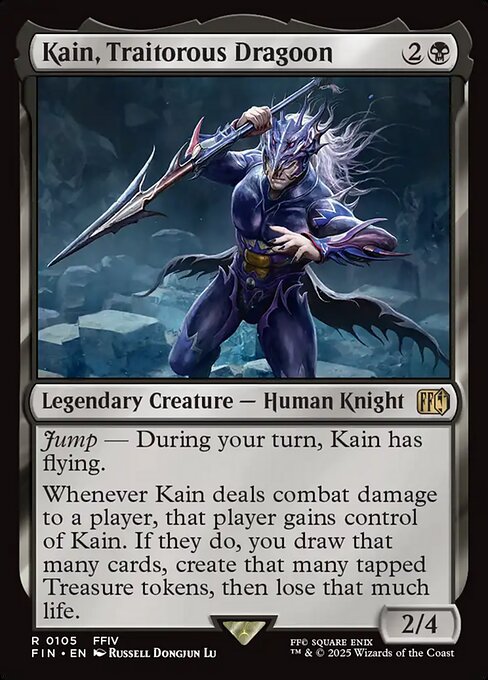 Kain, Traitorous Dragoon 2
Legendary Creature — Human Knight FF
Jump — During your turn, Kain has
flying.
Whenever Kain deals combat damage
to a player, that player gains control
of Kain. If they do, you draw that
many cards, create that many tapped
Treasure tokens, then lose that much
life.
2/4
R 0105 FFIV
FIN • EN Russell Dongjun Lu
FF© SQUARE ENIX
™ & © 2025 Wizards of the Coast